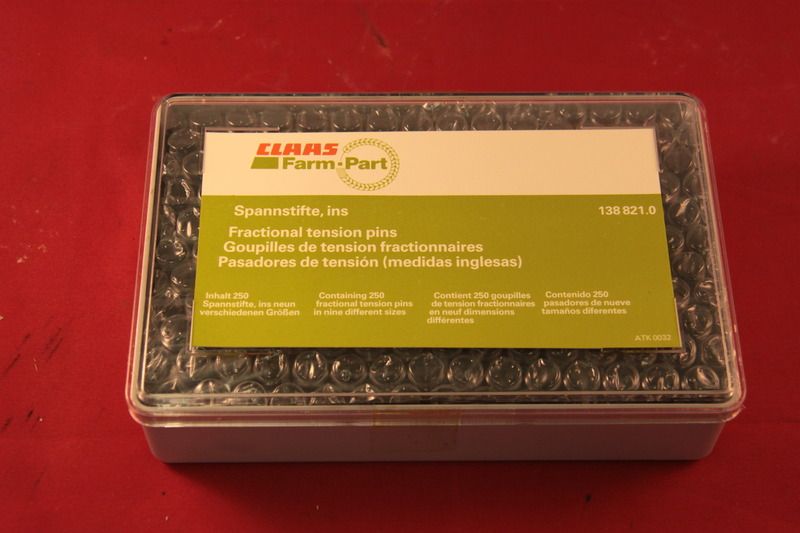 CLAAS
Farm-Part
Spannstifte, ins
138 821.0
Fractional tension pins
Goupilles de tension fractionnaires
Pasadores de tensión (medidas inglesas)
Inhalt 250
Spannstifte, ins neun
verschiedenen Größen
Containing 250
fractional tension pins
in nine different sizes
Contient 250 goupilles
de tension fractionnaires
en neuf dimensions
différentes
Contenido 250
pasadores de nueve
tamaños diferentes
ATK 0032